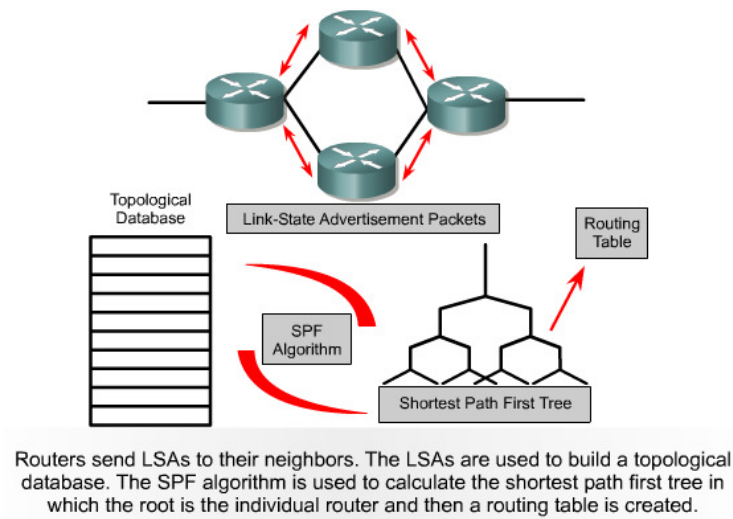 Topological
Database
Link-State Advertisement Packets
Routing
Table
SPF
Algorithm
Shortest Path First Tree
Routers send LSAs to their neighbors. The LSAs are used to build a topological
database. The SPF algorithm is used to calculate the shortest path first tree in
which the root is the individual router and then a routing table is created.